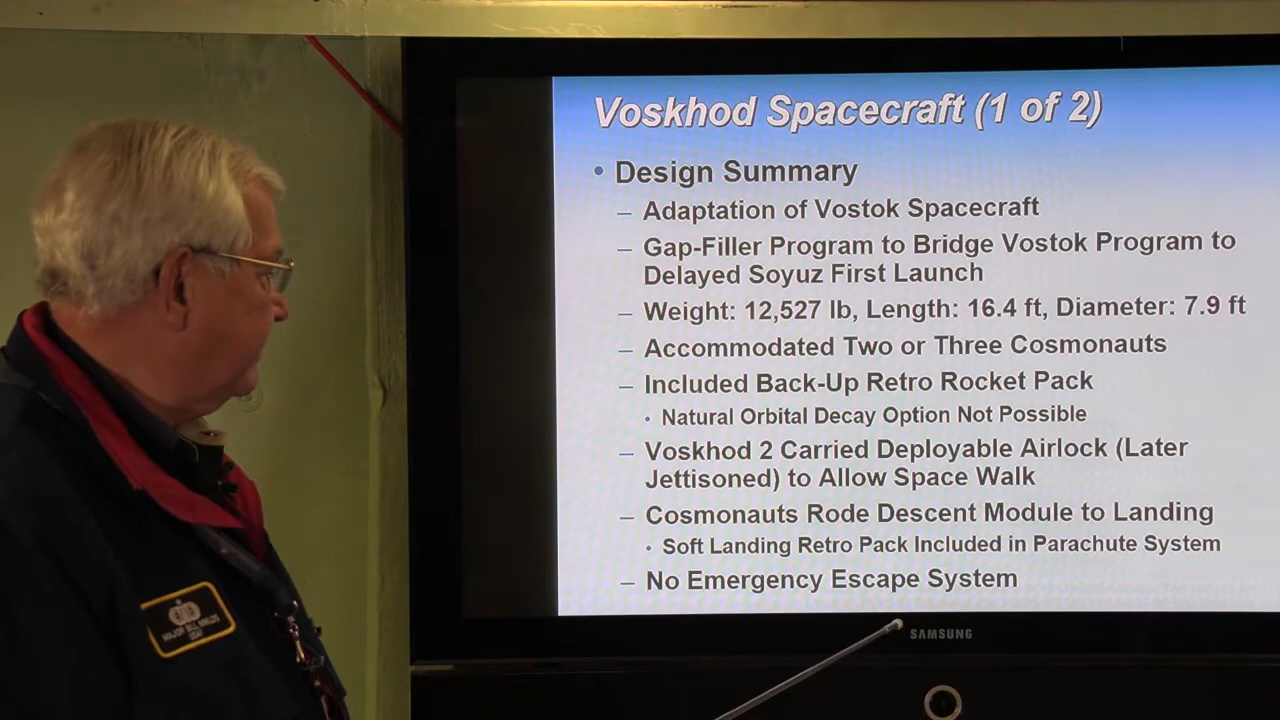 Voskhod Spacecraft (1 of 2)
• Design Summary
– Adaptation of Vostok Spacecraft
– Gap-Filler Program to Bridge Vostok Program to
Delayed Soyuz First Launch
– Weight: 12,527 lb, Length: 16.4 ft, Diameter: 7.9 ft
– Accommodated Two or Three Cosmonauts
– Included Back-Up Retro Rocket Pack
• Natural Orbital Decay Option Not Possible
– Voskhod 2 Carried Deployable Airlock (Later
Jettisoned) to Allow Space Walk
– Cosmonauts Rode Descent Module to Landing
• Soft Landing Retro Pack Included in Parachute System
– No Emergency Escape System
SAMSUNG
MAJOR BILL MIKLOS
USAF